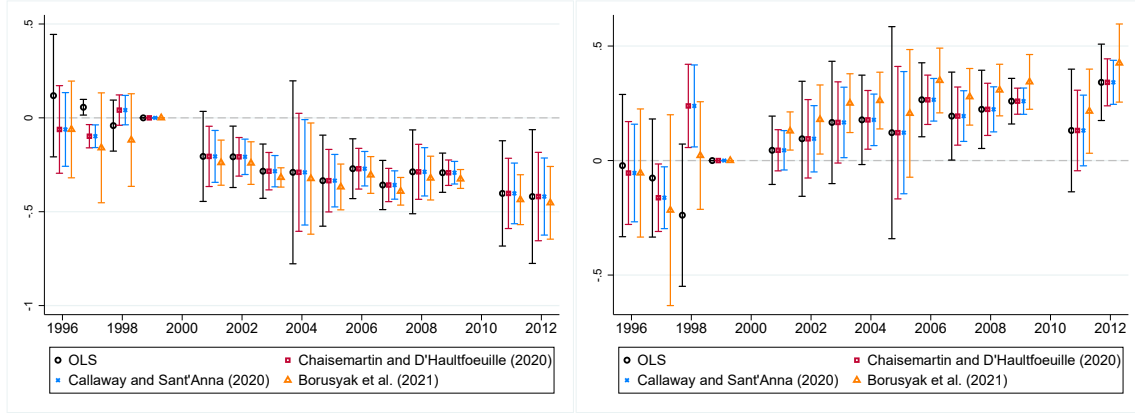 .5
0
-.5
-1
1996 1998 2000 2002 2004 2006 2008 2010 2012
OLS Chaisemartin and D'Haultfoeuille (2020)
Callaway and Sant'Anna (2020) Borusyak et al. (2021)
.5
0
-.5
1996 1998 2000 2002 2004 2006 2008 2010 2012
OLS Chaisemartin and D'Haultfoeuille (2020)
Callaway and Sant'Anna (2020) Borusyak et al. (2021)